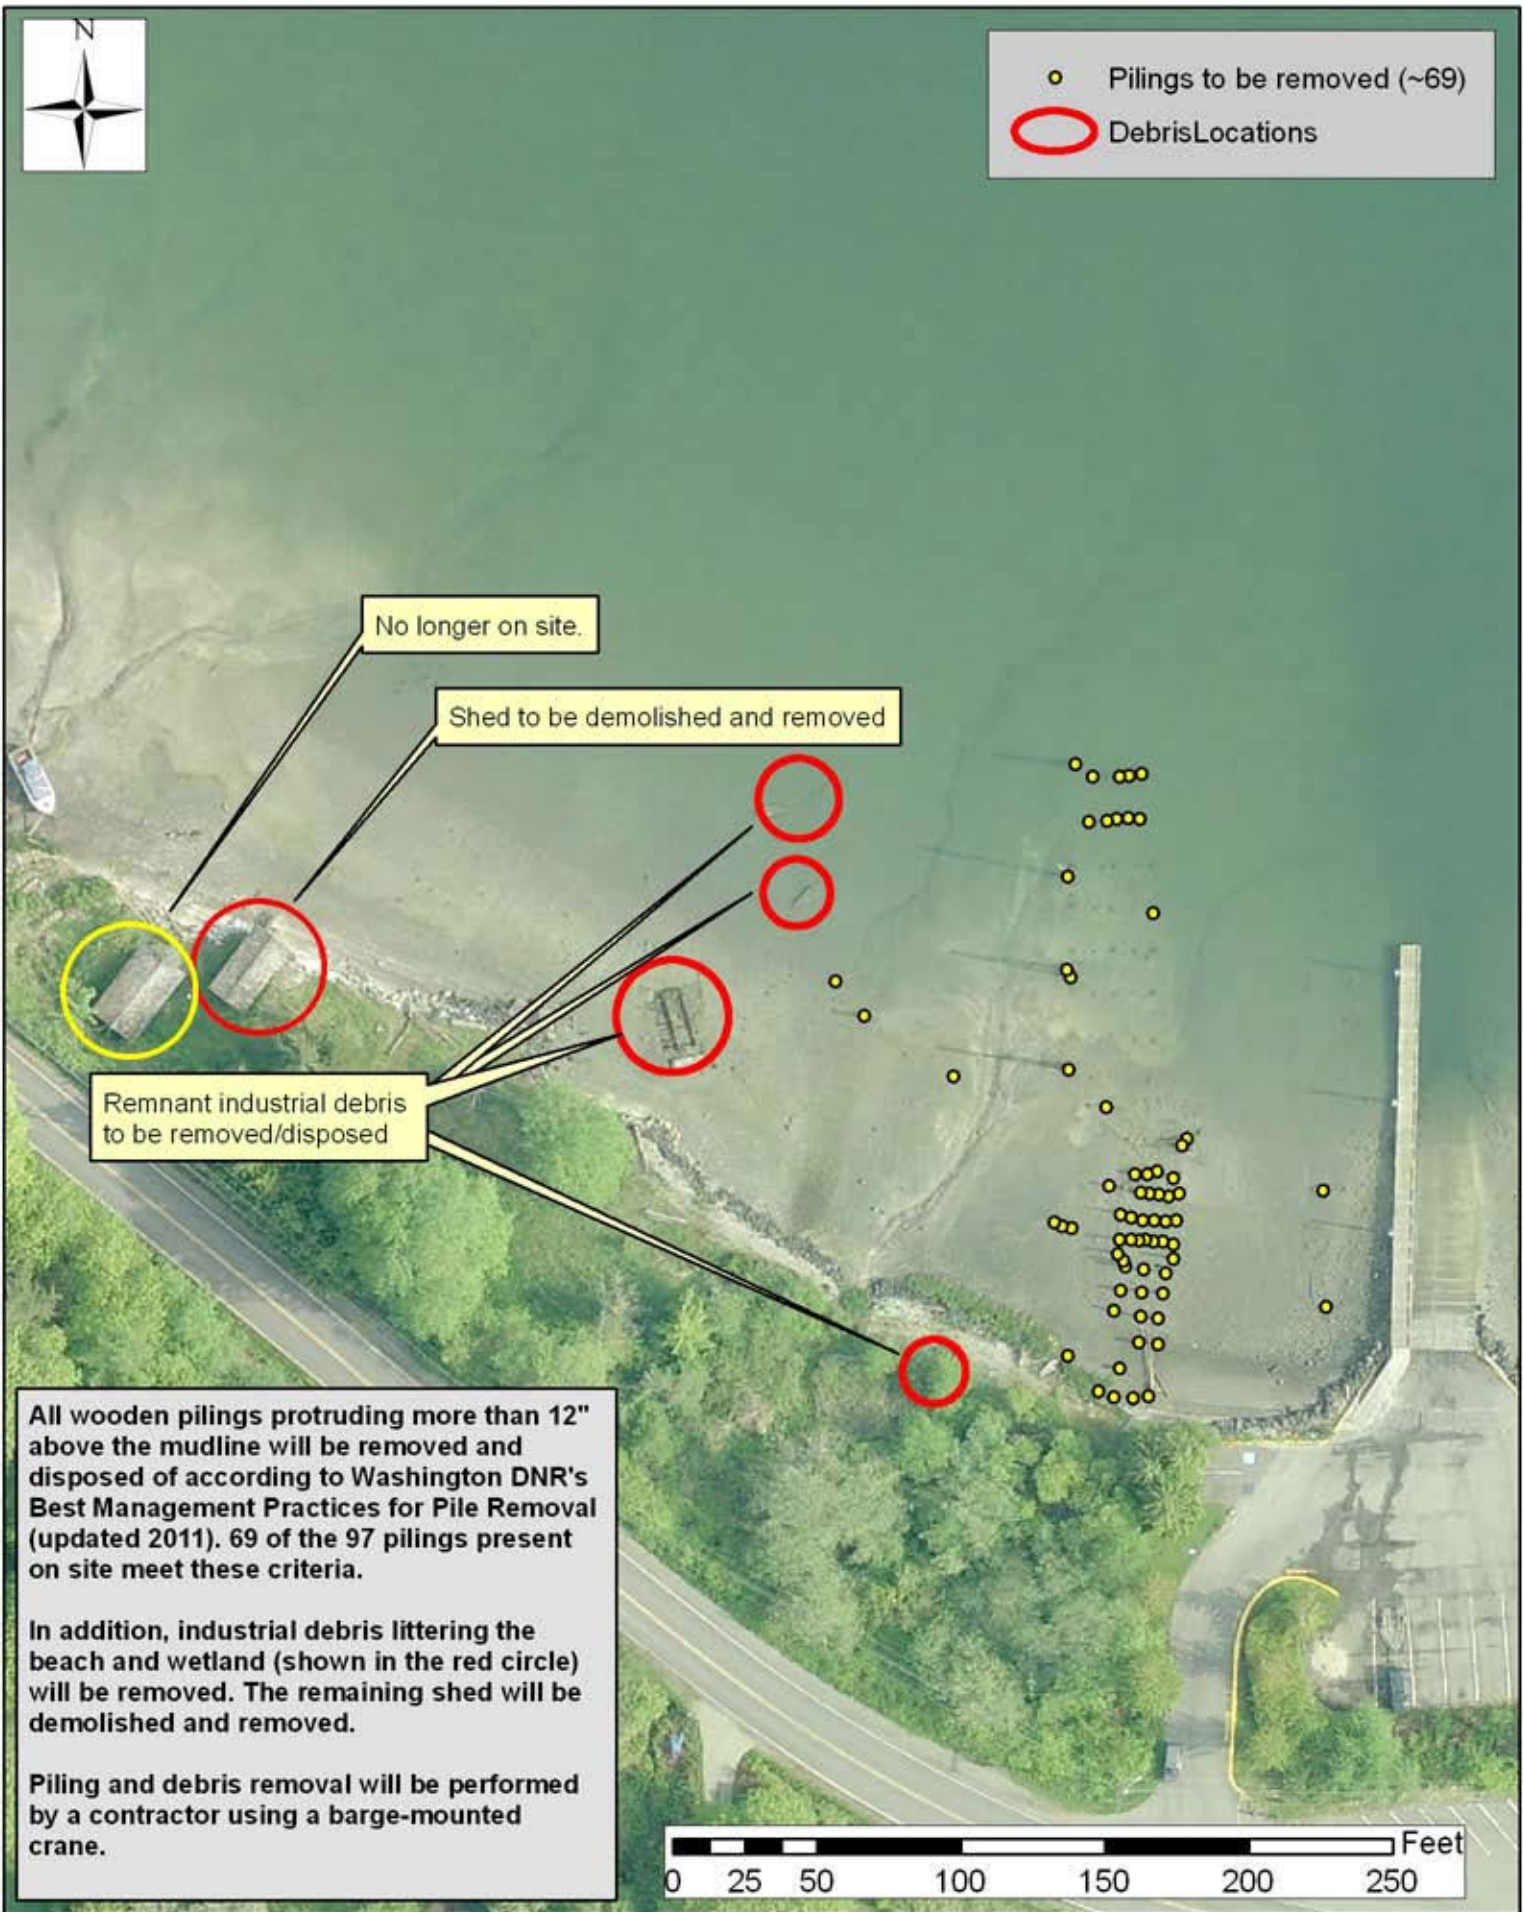 N
Pilings to be removed (~69)
DebrisLocations
No longer on site.
Shed to be demolished and removed
Remnant industrial debris
to be removed/disposed
All wooden pilings protruding more than 12"
above the mudline will be removed and
disposed of according to Washington DNR's
Best Management Practices for Pile Removal
(updated 2011). 69 of the 97 pilings present
on site meet these criteria.
In addition, industrial debris littering the
beach and wetland (shown in the red circle)
will be removed. The remaining shed will be
demolished and removed.
Piling and debris removal will be performed
by a contractor using a barge-mounted
crane.
Feet
0 25 50 100 150 200 250